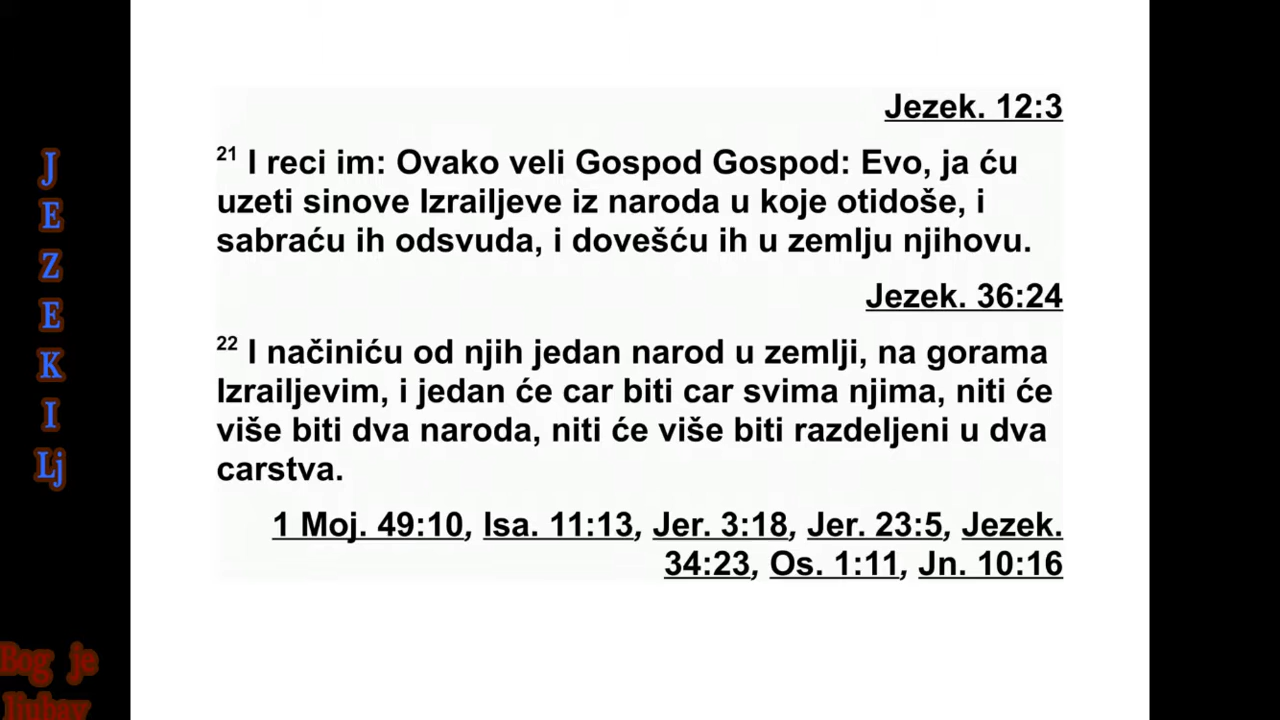 J
E
Z
E
K
I
Lj
Bog je
ljubav
Jezek. 12:3
21 I reci im: Ovako veli Gospod Gospod: Evo, ja ću
uzeti sinove Izrailjeve iz naroda u koje otidoše, i
sabraću ih odsvuda, i dovešću ih u zemlju njihovu.
Jezek. 36:24
22 I načiniću od njih jedan narod u zemlji, na gorama
Izrailjevim, i jedan će car biti car svima njima, niti će
više biti dva naroda, niti će više biti razdeljeni u dva
carstva.
1 Moj. 49:10, Isa. 11:13, Jer. 3:18, Jer. 23:5, Jezek.
34:23, Os. 1:11, Jn. 10:16